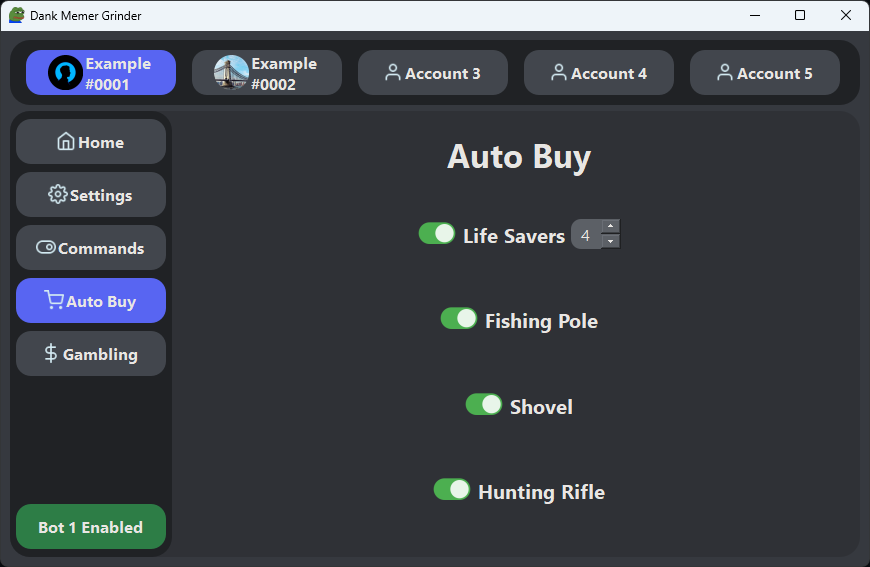 Dank Memer Grinder
Example
#0001
Example
#0002
Account 3
Account 4
Account 5
Home
Settings
Commands
Auto Buy
Gambling
Bot 1 Enabled
Auto Buy
Life Savers 4
Fishing Pole
Shovel
Hunting Rifle